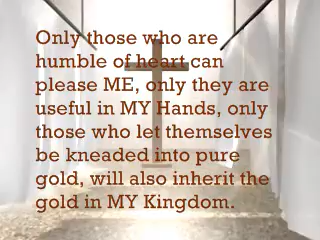 Only those who are
humble of heart can
please ME, only they are
useful in MY Hands, only
those who let themselves
be kneaded into pure
gold, will also inherit the
gold in MY Kingdom.